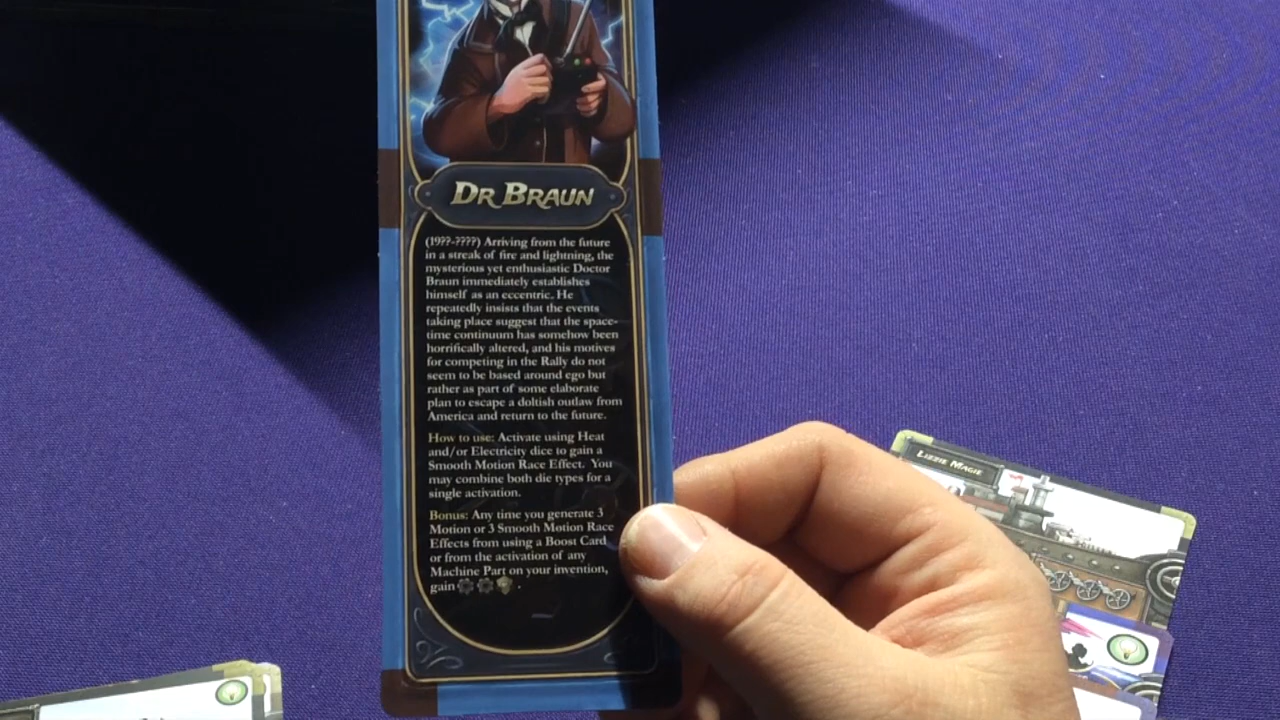 DR BRAUN
(19??-????) Arriving from the future
in a streak of fire and lightning, the
mysterious yet enthusiastic Doctor
Braun immediately establishes
himself as an eccentric. He
repeatedly insists that the events
taking place suggest that the space-
time continuum has somehow been
horrifically altered, and his motives
for competing in the Rally do not
seem to be based around ego but
rather as part of some elaborate
plan to escape a doltish outlaw from
America and return to the future.
How to use: Activate using Heat
and/or Electricity dice to gain a
Smooth Motion Race Effect. You
may combine both die types for a
single activation.
Bonus: Any time you generate 3
Motion or 3 Smooth Motion Race
Effects from using a Boost Card
or from the activation of any
Machine Part on your invention,
gain .
LIZZIE MAGIE